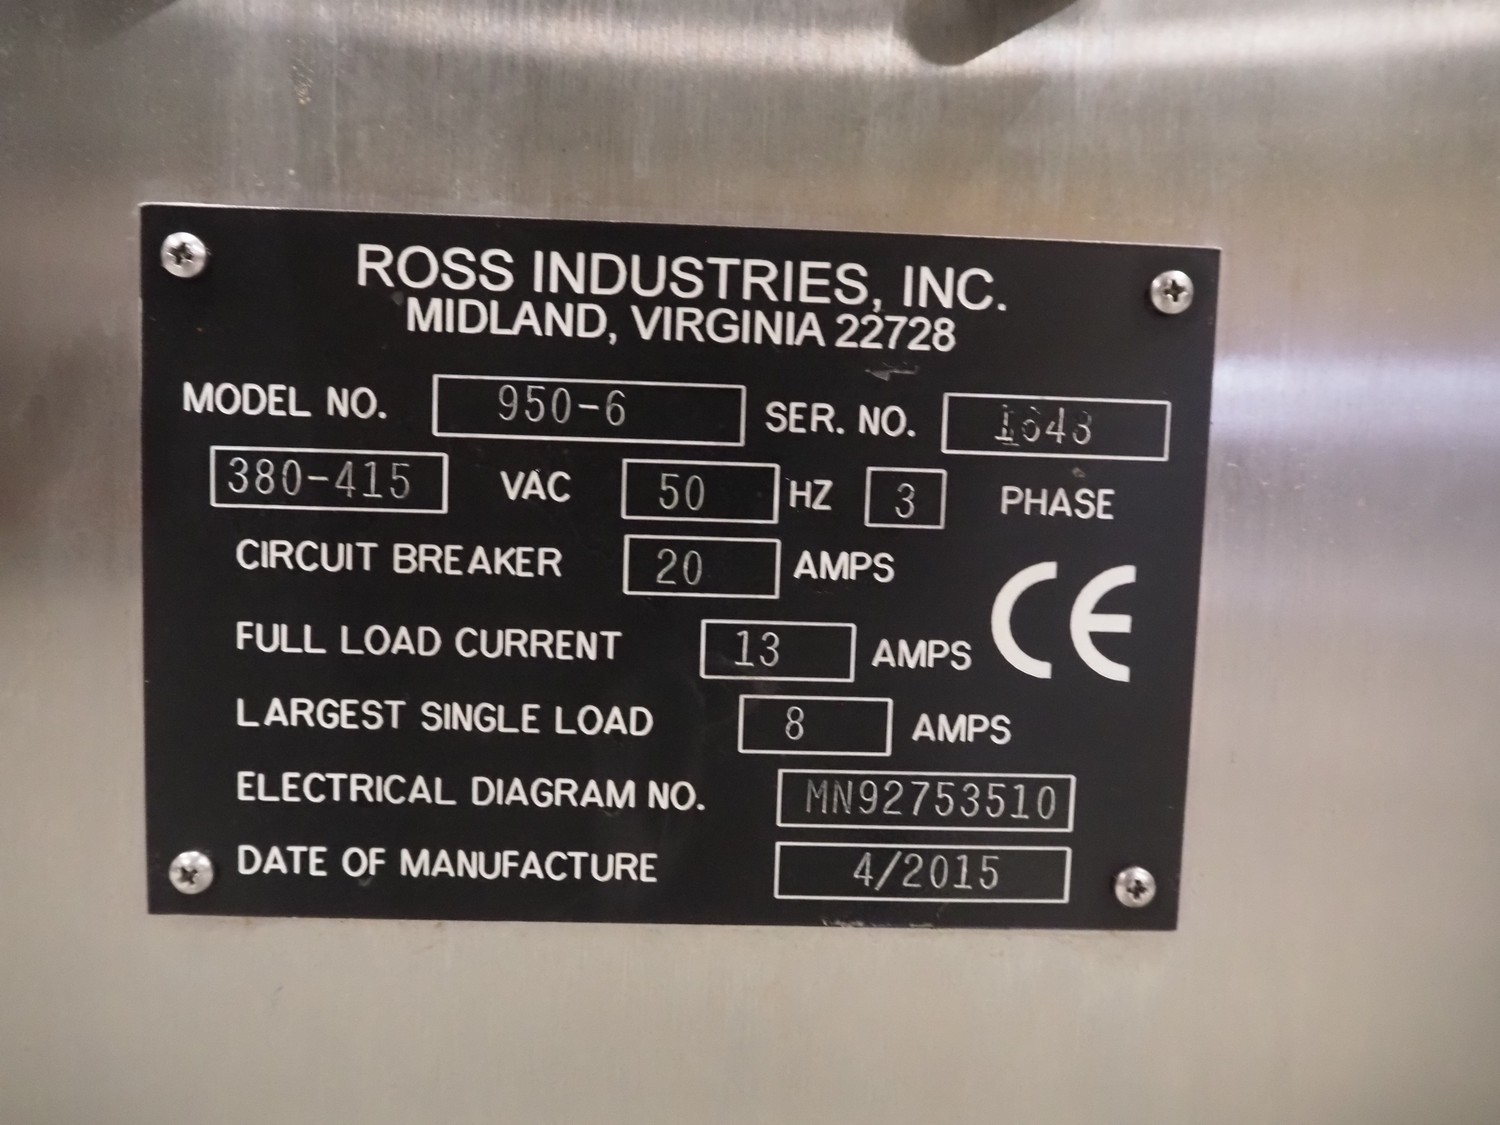 ROSS INDUSTRIES, INC.
MIDLAND, VIRGINIA 22728
MODEL NO. 950-6 SER. NO.
380-415 VAC 50 HZ 3 PHASE
CIRCUIT BREAKER 20 AMPS
FULL LOAD CURRENT 13 AMPS
CE
LARGEST SINGLE LOAD 8 AMPS
ELECTRICAL DIAGRAM NO. MN92753510
DATE OF MANUFACTURE 4/2015